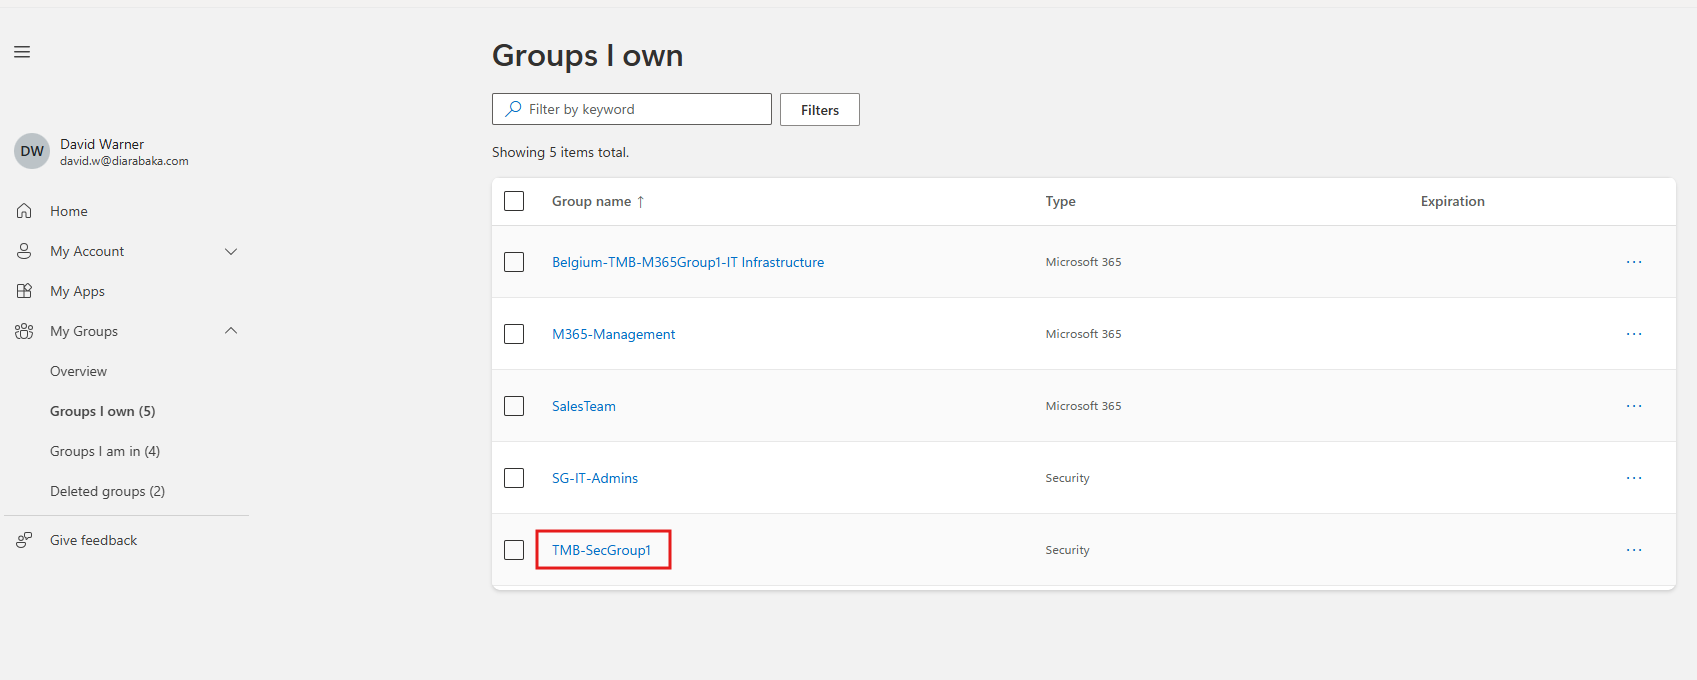 Groups I own
Filter by keyword
Filters
Showing 5 items total.
DW
David Warner
david.w@diarabaka.com
Home
My Account
My Apps
My Groups
Overview
Groups I own (5)
Groups I am in (4)
Deleted groups (2)
Give feedback
Group name ↑ Type Expiration
Belgium-TMB-M365Group1-IT Infrastructure Microsoft 365 ...
M365-Management Microsoft 365 ...
SalesTeam Microsoft 365 ...
SG-IT-Admins Security ...
TMB-SecGroup1 Security ...